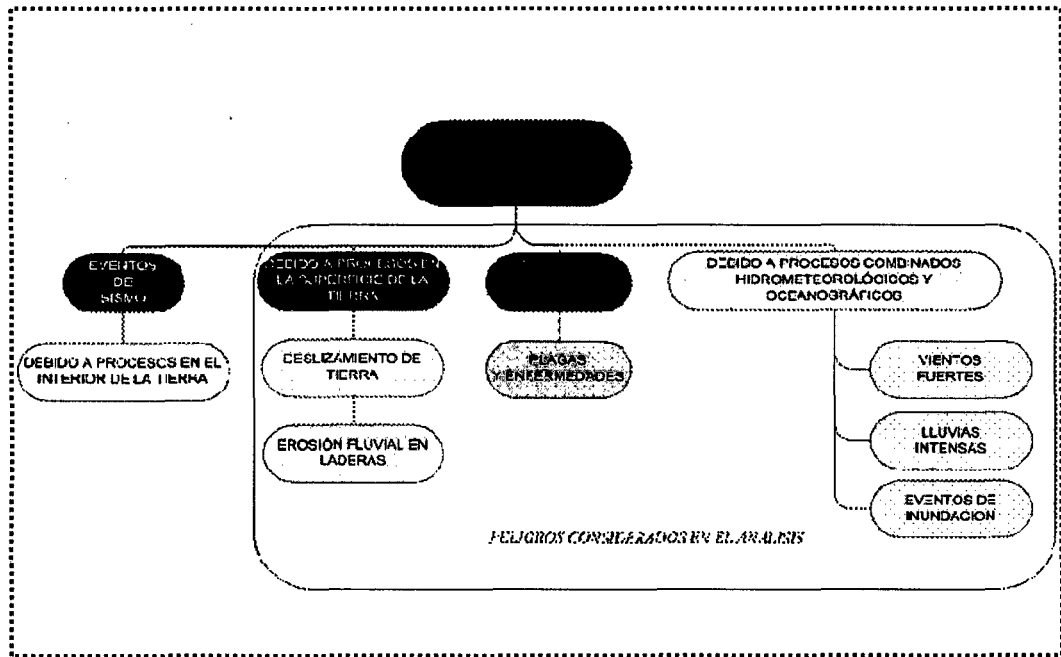 EVENTOS
DE
SISMO
DEBIDO A PROCESOS EN EL
INTERIOR DE LA TIERRA
DEBIDO A PROCESOS EN
LA SUPERFICIE DE LA
TIERRA
DESLIZAMIENTO DE
TIERRA
EROSIÓN FLUVIAL EN
LADERAS
PLAGAS
Y ENFERMEDADES
DEBIDO A PROCESOS COMBINADOS
HIDROMETEOROLÓGICOS Y
OCEANOGRÁFICOS
VIENTOS
FUERTES
LLUVIAS
INTENSAS
EVENTOS DE
INUNDACION
PELIGROS CONSIDERADOS EN EL ANALISIS